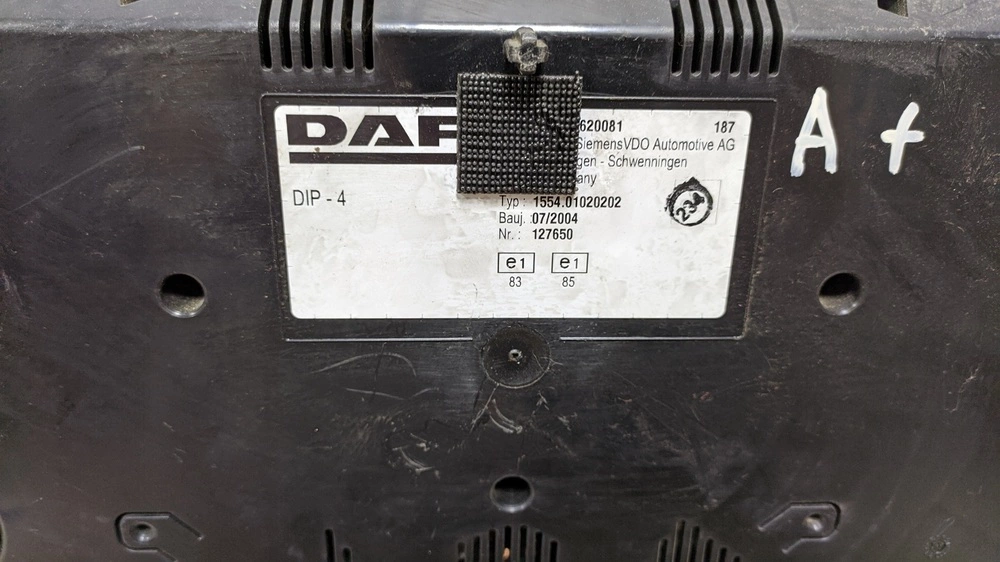 DAF
620081 187
SiemensVDO Automotive AG
gen - Schwenningen
any
DIP - 4
Typ : 1554.01020202
Bauj. : 07/2004
Nr. : 127650
234
e1 e1
83 85
A +